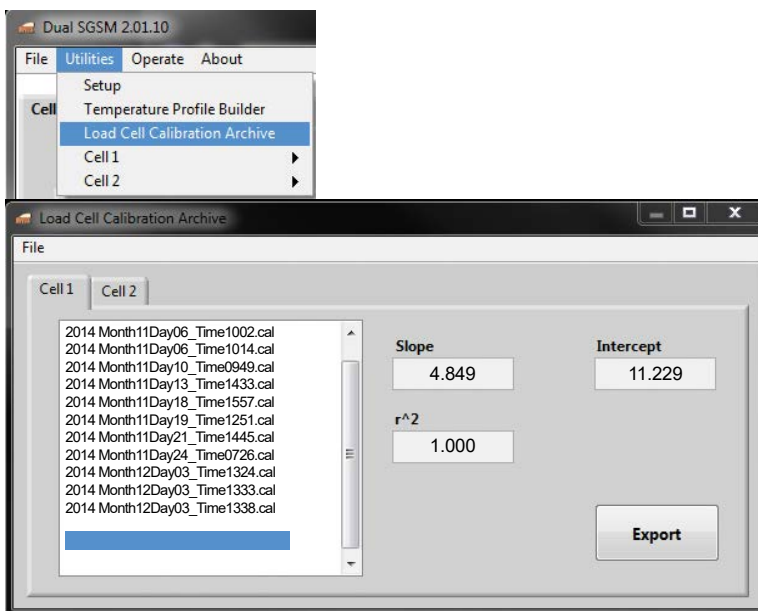 Dual SGSM 2.01.10
File Utilities Operate About
Setup
Cell Temperature Profile Builder
Load Cell Calibration Archive
Cell 1
Cell 2
Load Cell Calibration Archive
File
Cell 1 Cell 2
2014 Month11Day06_Time1002.cal
2014 Month11Day06_Time1014.cal
2014 Month11Day10_Time0949.cal
2014 Month11Day13_Time1433.cal
2014 Month11Day18_Time1557.cal
2014 Month11Day19_Time1251.cal
2014 Month11Day21_Time1445.cal
2014 Month11Day24_Time0726.cal
2014 Month12Day03_Time1324.cal
2014 Month12Day03_Time1333.cal
2014 Month12Day03_Time1338.cal
Slope Intercept
4.849 11.229
r^2
1.000
Export